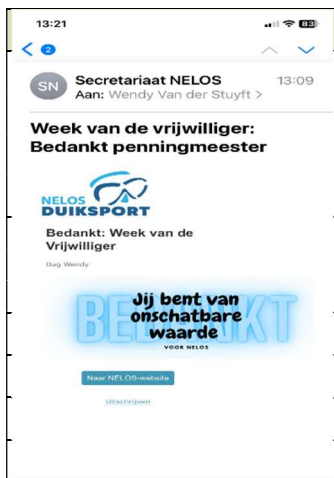 13:21
83
2
SN
Secretariaat NELOS
13:09
Aan: Wendy Van der Stuyft >
Week van de vrijwilliger:
Bedankt penningmeester
NELOS
DUIKSPORT
Bedankt: Week van de
Vrijwilliger
Dag Wendy
BEDANKT
Jij bent van
onschatbare
waarde
VOOR NELOS
Naar NELOS-website
Uitschrijven